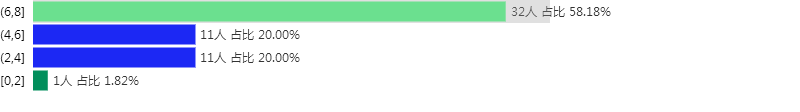 (6,8] 32人 占比 58.18%
(4,6] 11人 占比 20.00%
(2,4] 11人 占比 20.00%
[0,2] 1人 占比 1.82%